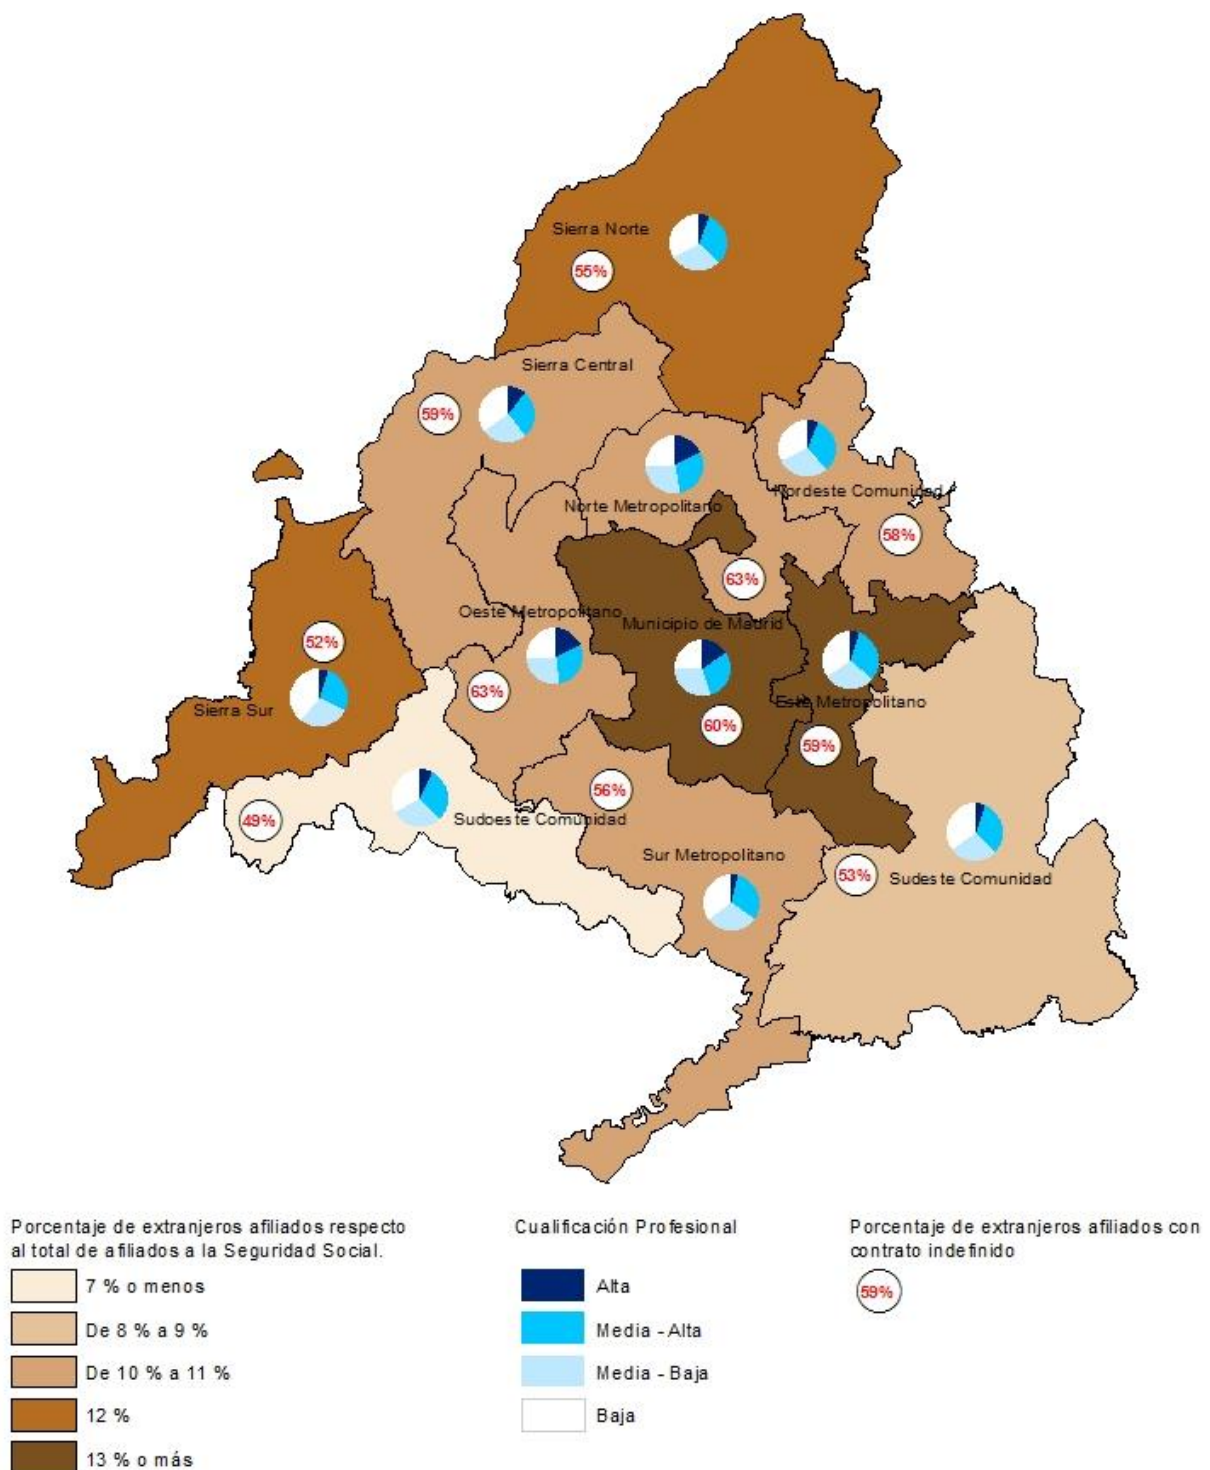 Sierra Norte
55%
Sierra Central
59%
Nordeste Comunidad
Norte Metropolitano
58%
63%
Oeste Metropolitano
Municipio de Madrid
52%
63%
Sierra Sur
Este Metropolitano
60%
59%
56%
49%
Sudoeste Comunidad
Sur Metropolitano
53%
Sudeste Comunidad
Porcentaje de extranjeros afiliados respecto
al total de afiliados a la Seguridad Social.
7 % o menos
De 8 % a 9 %
De 10 % a 11 %
12 %
13 % o más
Cualificación Profesional
Alta
Media - Alta
Media - Baja
Baja
Porcentaje de extranjeros afiliados con
contrato indefinido
59%